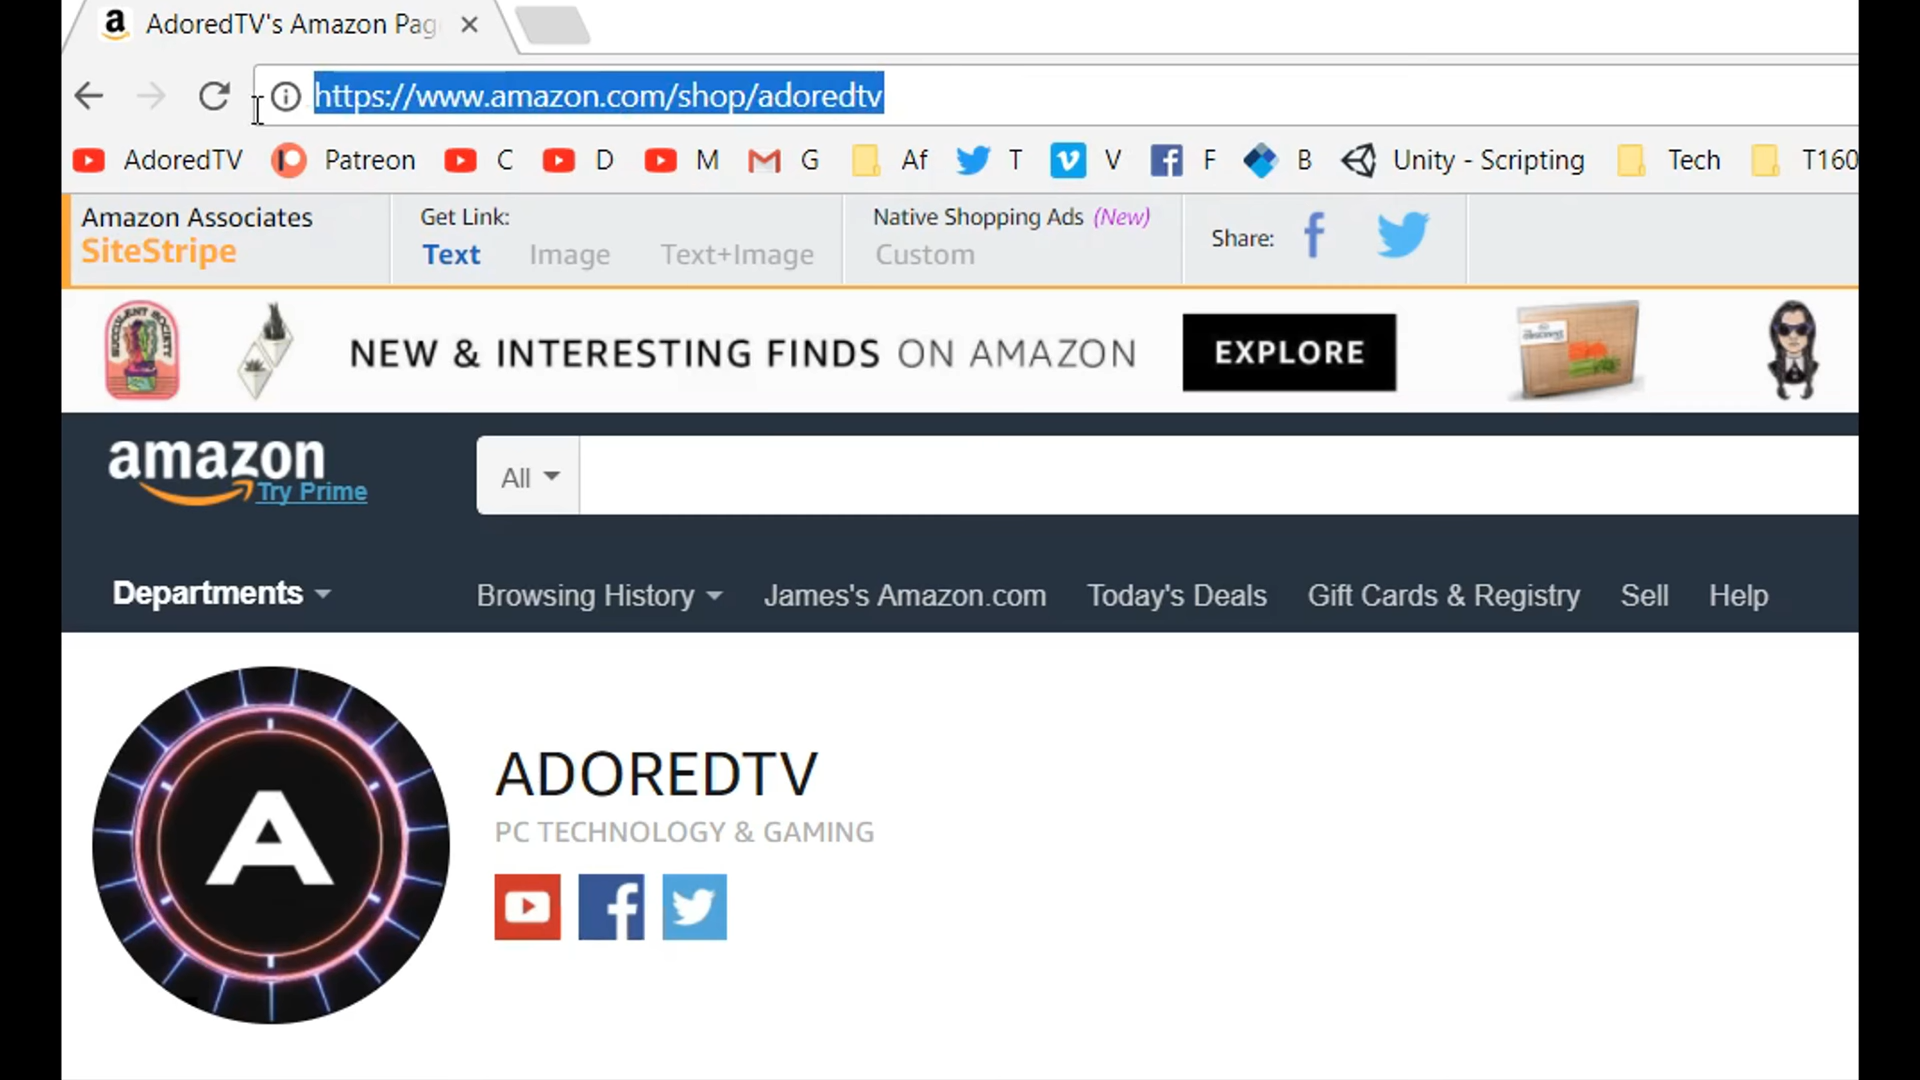 AdoredTV's Amazon Pag
https://www.amazon.com/shop/adoredtv
AdoredTV Patreon C D M G Af T V F B Unity - Scripting Tech T160
Amazon Associates Get Link: Native Shopping Ads (New) Share:
SiteStripe Text Image Text+Image Custom
SUCCULENT SOCIETY
NEW & INTERESTING FINDS ON AMAZON EXPLORE
amazon Try Prime
All
Departments Browsing History James's Amazon.com Today's Deals Gift Cards & Registry Sell Help
A
ADOREDTV
PC TECHNOLOGY & GAMING